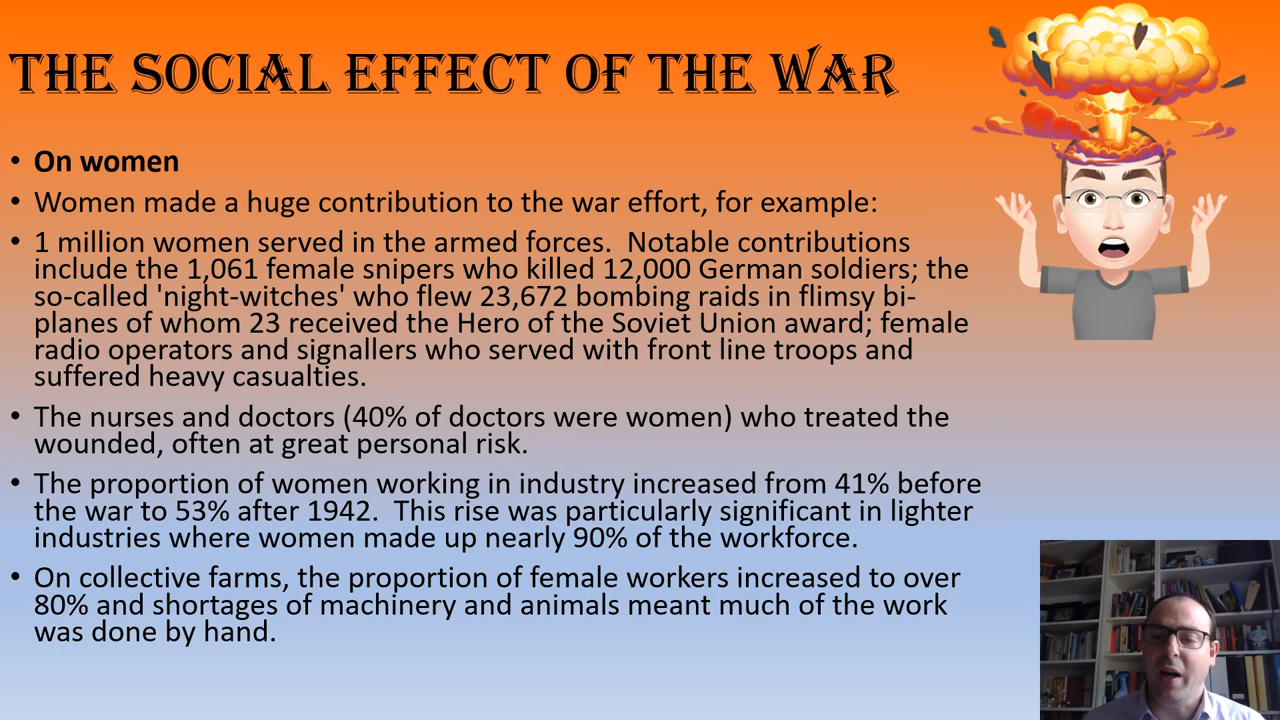 THE SOCIAL EFFECT OF THE WAR
• On women
• Women made a huge contribution to the war effort, for example:
• 1 million women served in the armed forces.  Notable contributions
include the 1,061 female snipers who killed 12,000 German soldiers; the
so-called 'night-witches' who flew 23,672 bombing raids in flimsy bi-
planes of whom 23 received the Hero of the Soviet Union award; female
radio operators and signallers who served with front line troops and
suffered heavy casualties.
• The nurses and doctors (40% of doctors were women) who treated the
wounded, often at great personal risk.
• The proportion of women working in industry increased from 41% before
the war to 53% after 1942.  This rise was particularly significant in lighter
industries where women made up nearly 90% of the workforce.
• On collective farms, the proportion of female workers increased to over
80% and shortages of machinery and animals meant much of the work
was done by hand.